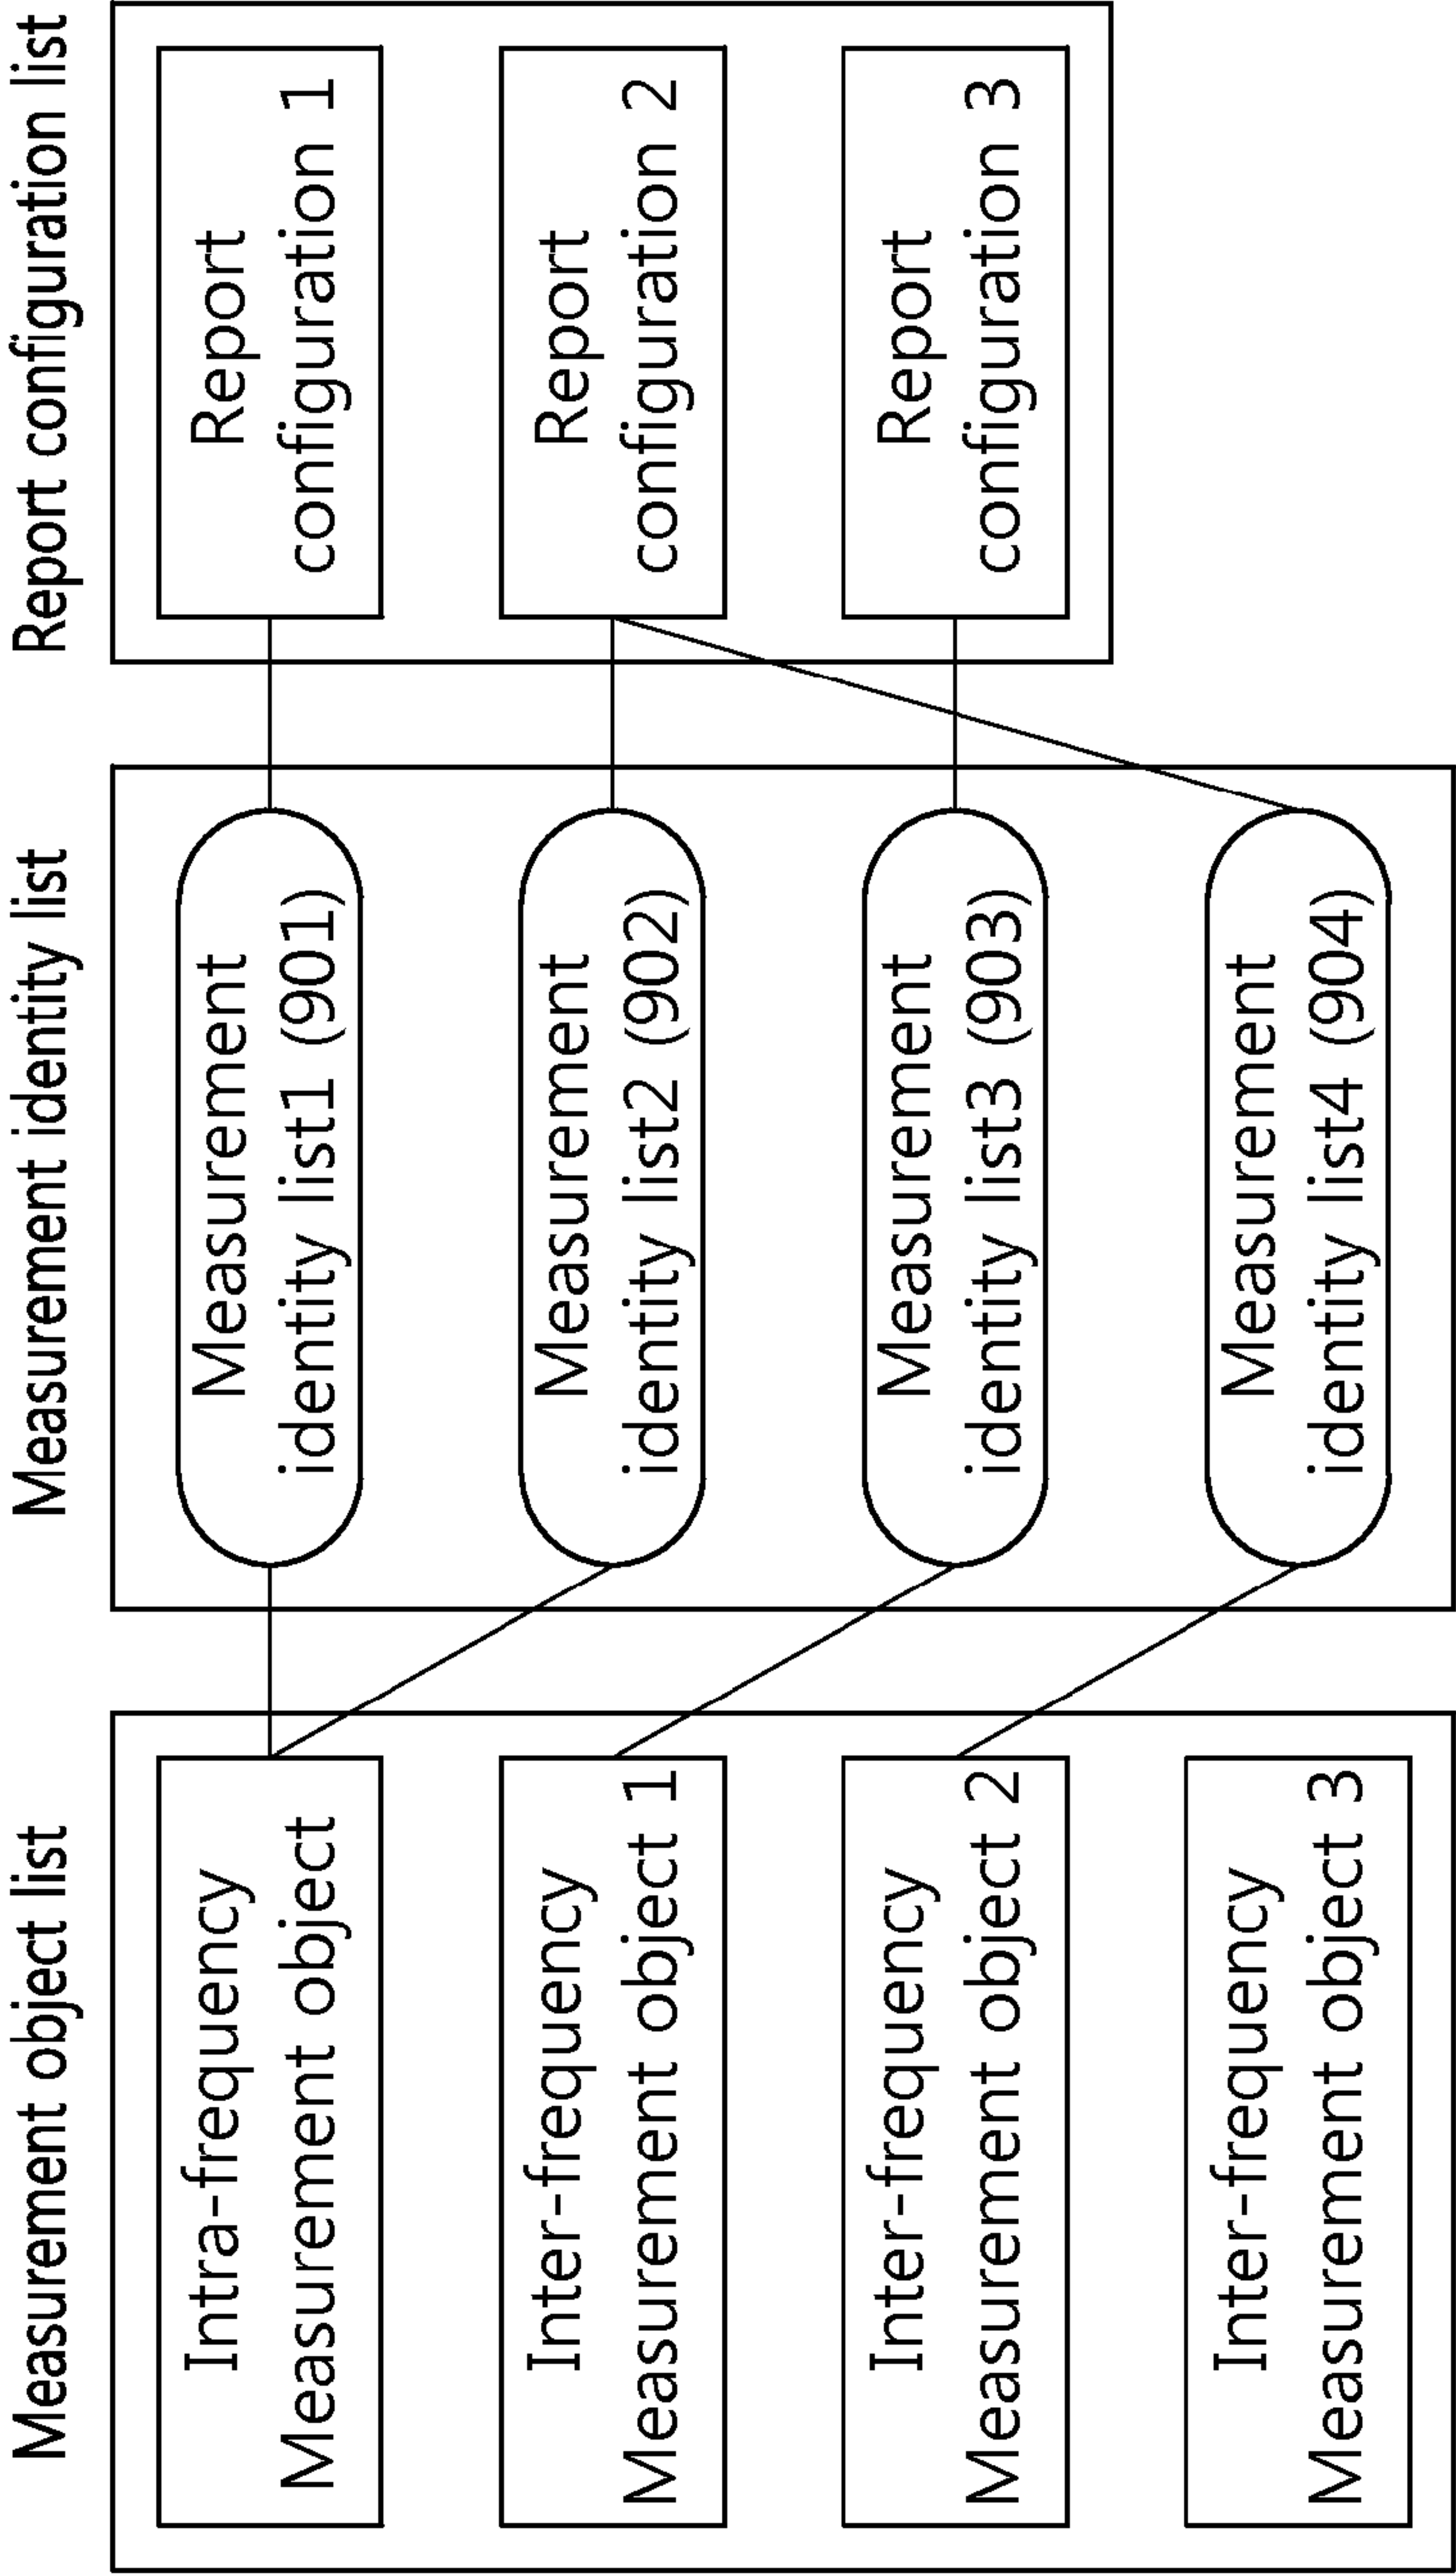 Measurement object list
Intra-frequency
Measurement object
Inter-frequency
Measurement object 1
Inter-frequency
Measurement object 2
Inter-frequency
Measurement object 3
Measurement identity list
Measurement
identity list1 (901)
Measurement
identity list2 (902)
Measurement
identity list3 (903)
Measurement
identity list4 (904)
Report configuration list
Report
configuration 1
Report
configuration 2
Report
configuration 3